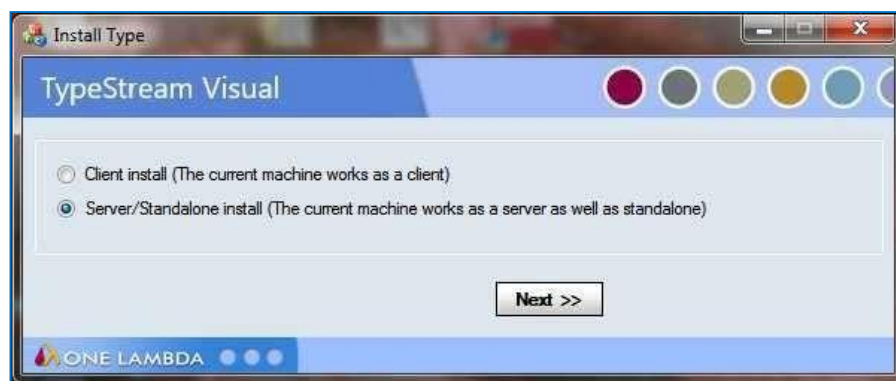 Install Type
TypeStream Visual
Client install (The current machine works as a client)
Server/Standalone install (The current machine works as a server as well as standalone)
Next >>
ONE LAMBDA